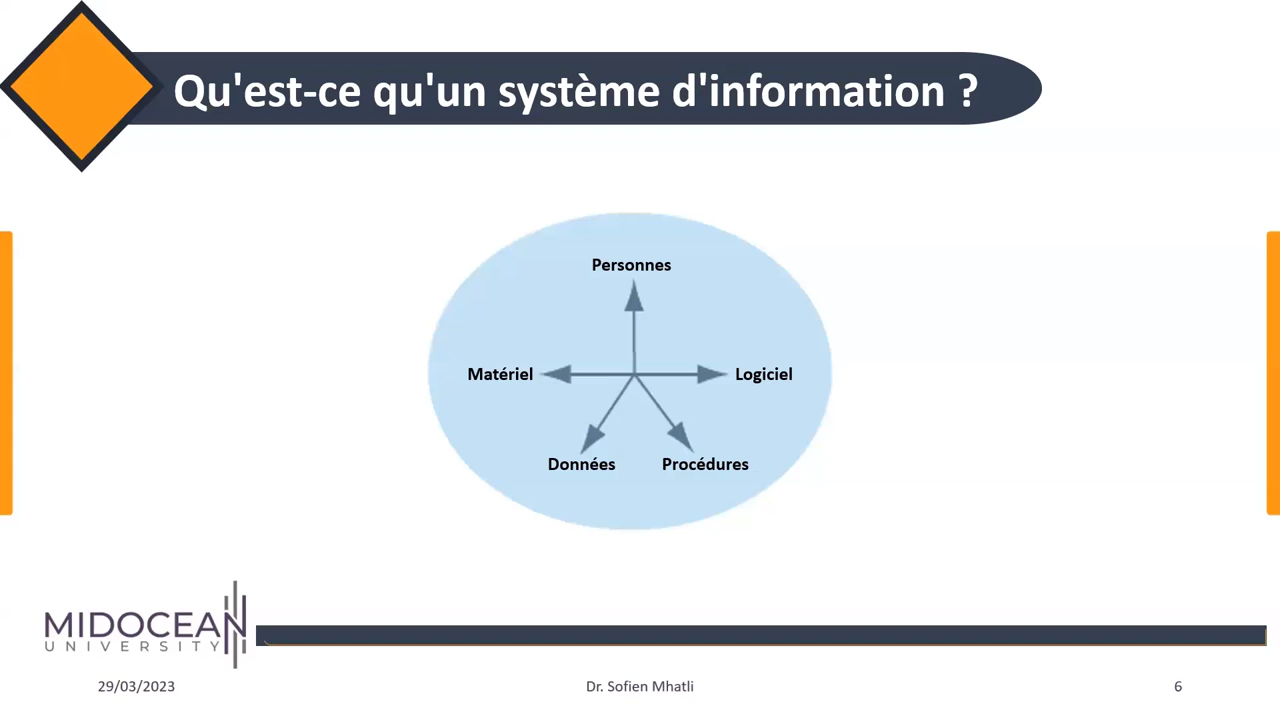 Qu'est-ce qu'un système d'information ?
Personnes
Matériel
Logiciel
Données
Procédures
MIDOCEAN
UNIVERSITY
29/03/2023
Dr. Sofien Mhatli
6